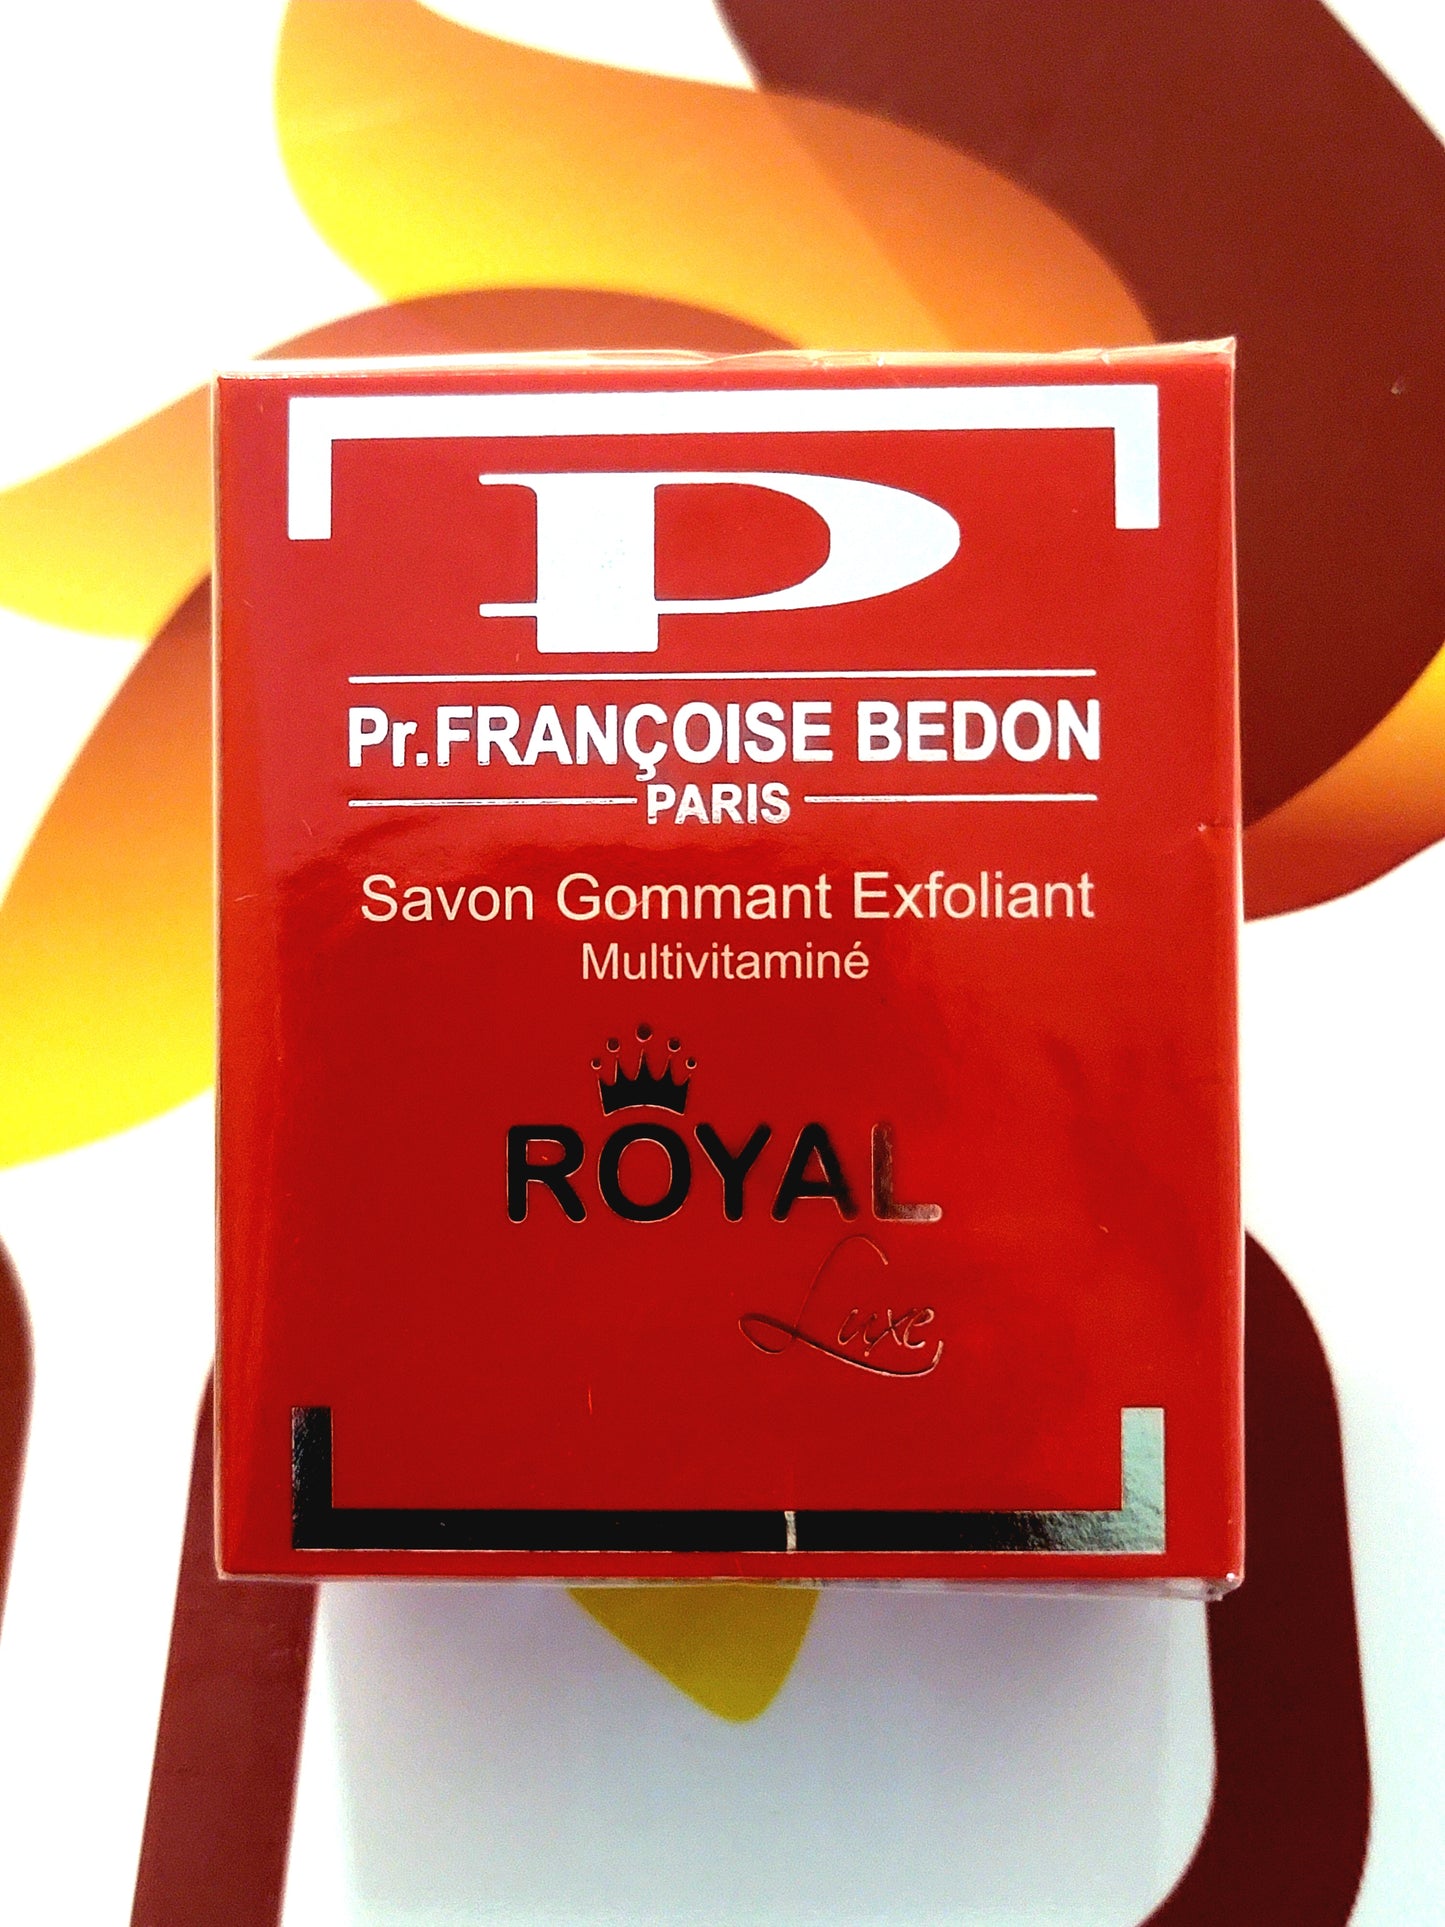 P
Pr.FRANÇOISE BEDON
PARIS
Savon Gommant Exfoliant
Multivitaminé
ROYAL
Luxe